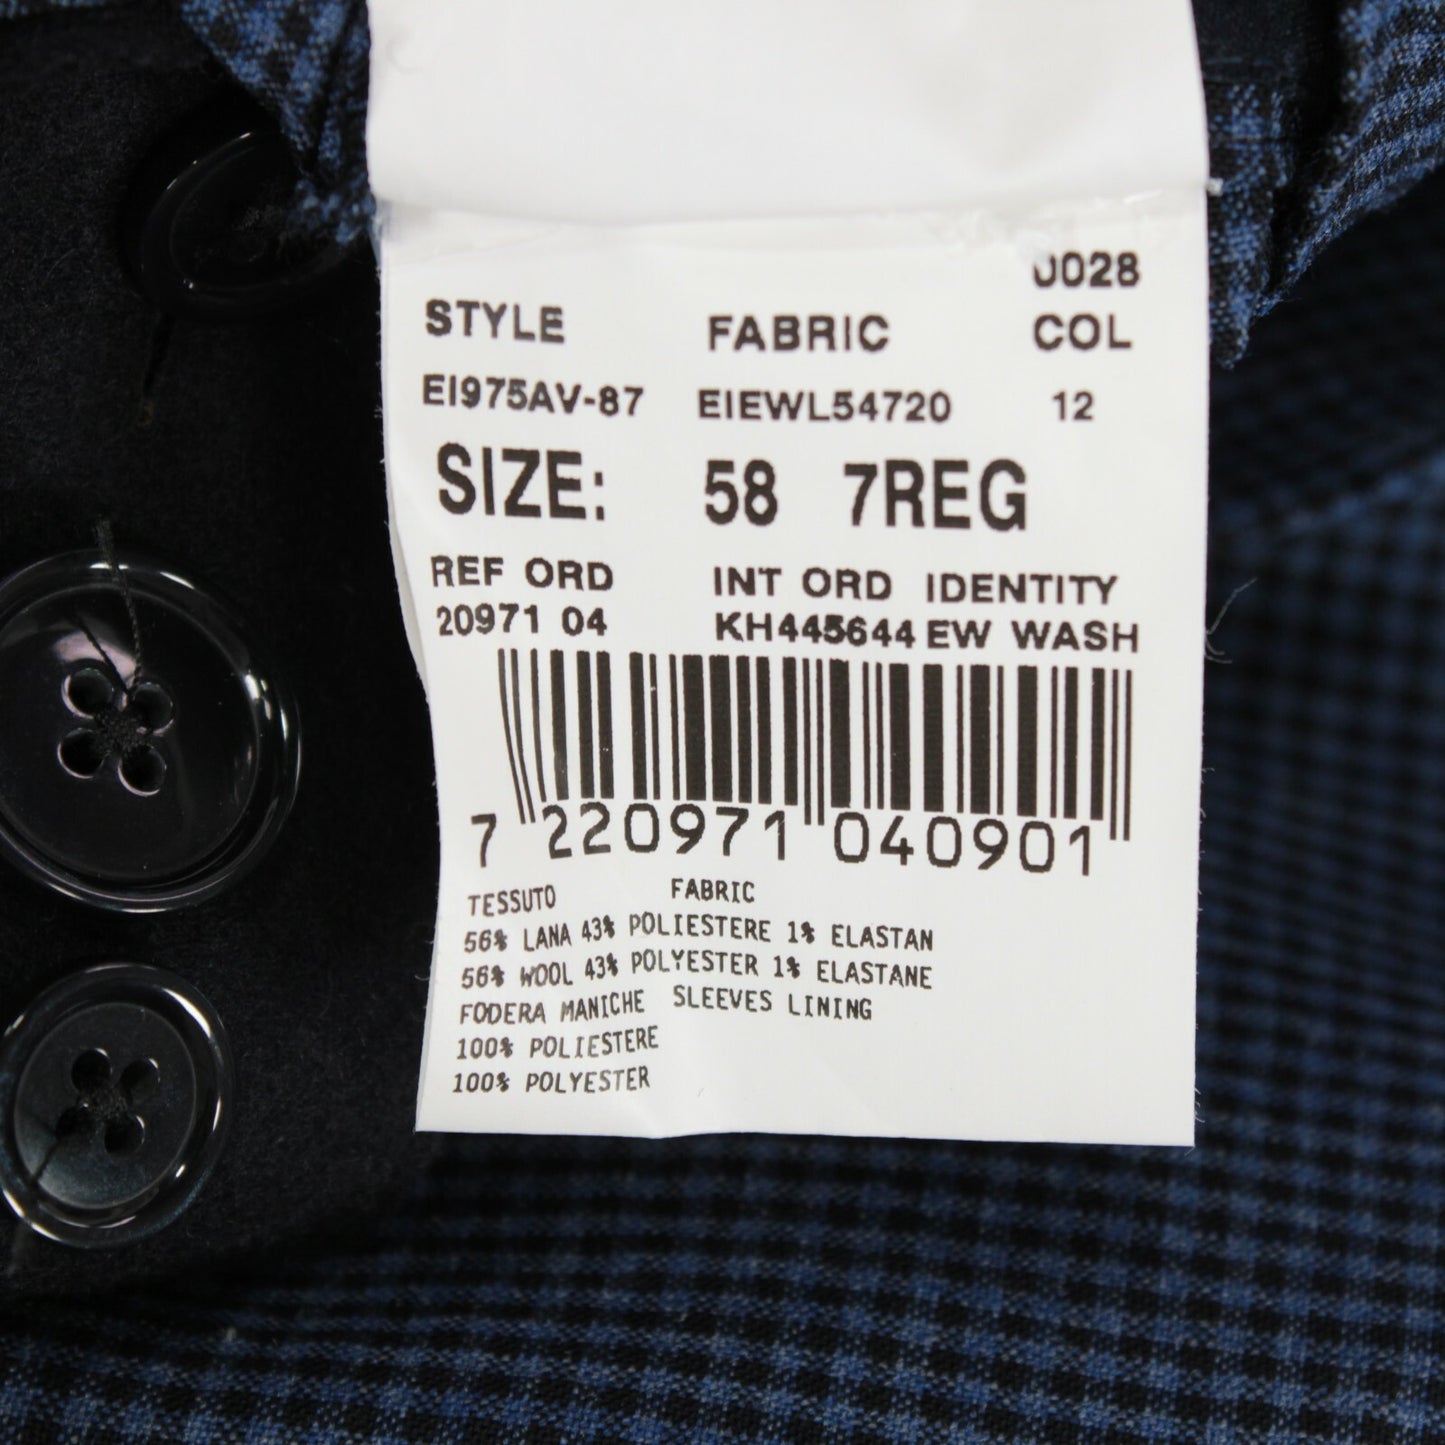 0028
STYLE FABRIC COL
EI975AV-87 EIEWL54720 12
SIZE: 58 7REG
REF ORD INT ORD IDENTITY
20971 04 KH445644 EW WASH
7 220971 040901
TESSUTO FABRIC
56% LANA 43% POLIESTERE 1% ELASTAN
56% WOOL 43% POLYESTER 1% ELASTANE
FODERA MANICHE SLEEVES LINING
100% POLIESTERE
100% POLYESTER